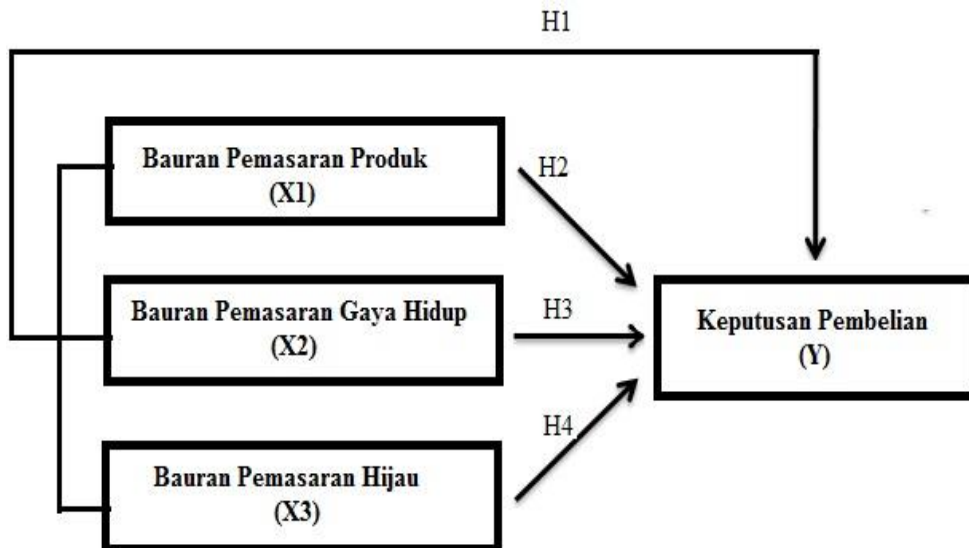 H1
Bauran Pemasaran Produk
(X1)
H2
Bauran Pemasaran Gaya Hidup
(X2)
H3
Keputusan Pembelian
(Y)
H4
Bauran Pemasaran Hijau
(X3)